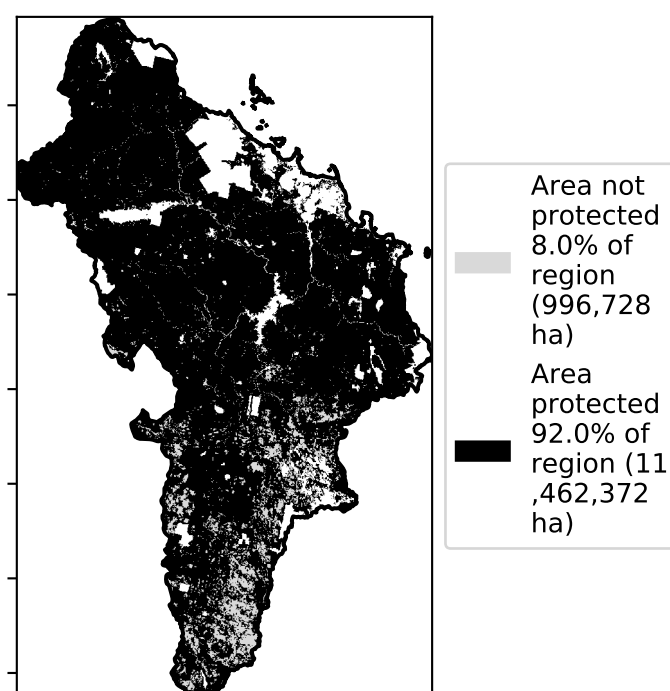 Area not
protected
8.0% of
region
(996,728
ha)
Area
protected
92.0% of
region (11
,462,372
ha)